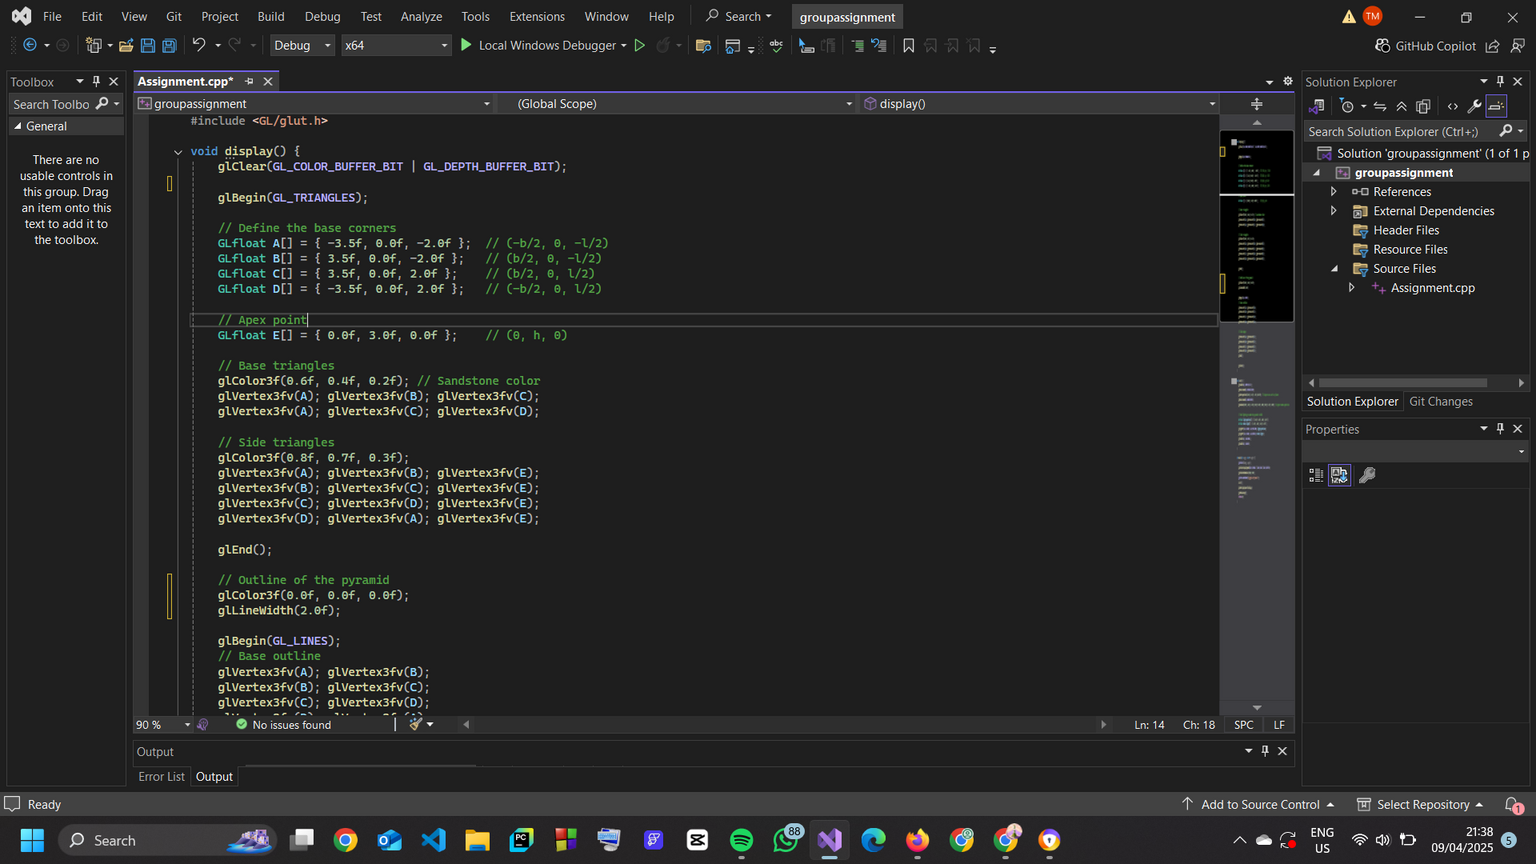 File Edit View Git Project Build Debug Test Analyze Tools Extensions Window Help Search groupassignment TM
Debug x64 Local Windows Debugger GitHub Copilot
Toolbox
Search Toolbo
General
There are no
usable controls in
this group. Drag
an item onto this
text to add it to
the toolbox.
Assignment.cpp*
groupassignment (Global Scope) display()
#include <GL/glut.h>
void display() {
glClear(GL_COLOR_BUFFER_BIT | GL_DEPTH_BUFFER_BIT);
glBegin(GL_TRIANGLES);
// Define the base corners
GLfloat A[] = { -3.5f, 0.0f, -2.0f }; // (-b/2, 0, -l/2)
GLfloat B[] = { 3.5f, 0.0f, -2.0f }; // (b/2, 0, -l/2)
GLfloat C[] = { 3.5f, 0.0f, 2.0f }; // (b/2, 0, l/2)
GLfloat D[] = { -3.5f, 0.0f, 2.0f }; // (-b/2, 0, l/2)
// Apex point
GLfloat E[] = { 0.0f, 3.0f, 0.0f }; // (0, h, 0)
// Base triangles
glColor3f(0.6f, 0.4f, 0.2f); // Sandstone color
glVertex3fv(A); glVertex3fv(B); glVertex3fv(C);
glVertex3fv(A); glVertex3fv(C); glVertex3fv(D);
// Side triangles
glColor3f(0.8f, 0.7f, 0.3f);
glVertex3fv(A); glVertex3fv(B); glVertex3fv(E);
glVertex3fv(B); glVertex3fv(C); glVertex3fv(E);
glVertex3fv(C); glVertex3fv(D); glVertex3fv(E);
glVertex3fv(D); glVertex3fv(A); glVertex3fv(E);
glEnd();
// Outline of the pyramid
glColor3f(0.0f, 0.0f, 0.0f);
glLineWidth(2.0f);
glBegin(GL_LINES);
// Base outline
glVertex3fv(A); glVertex3fv(B);
glVertex3fv(B); glVertex3fv(C);
glVertex3fv(C); glVertex3fv(D);
90 % No issues found Ln: 14 Ch: 18 SPC LF
Output
Error List Output
Solution Explorer
Search Solution Explorer (Ctrl+;)
Solution 'groupassignment' (1 of 1 p
groupassignment
References
External Dependencies
Header Files
Resource Files
Source Files
Assignment.cpp
Solution Explorer Git Changes
Properties
Ready Add to Source Control Select Repository 1
Search PC 88 ENG
US 21:38
09/04/2025 5